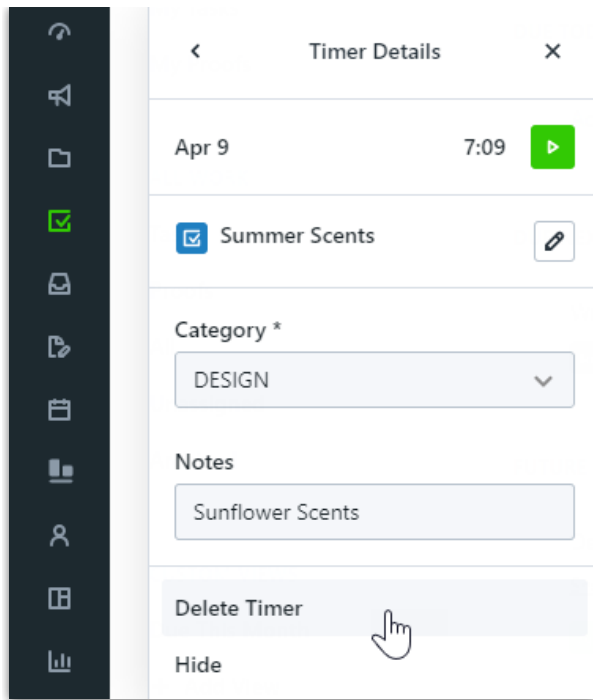 Timer Details
Apr 9 7:09
Summer Scents
Category *
DESIGN
Notes
Sunflower Scents
Delete Timer
Hide